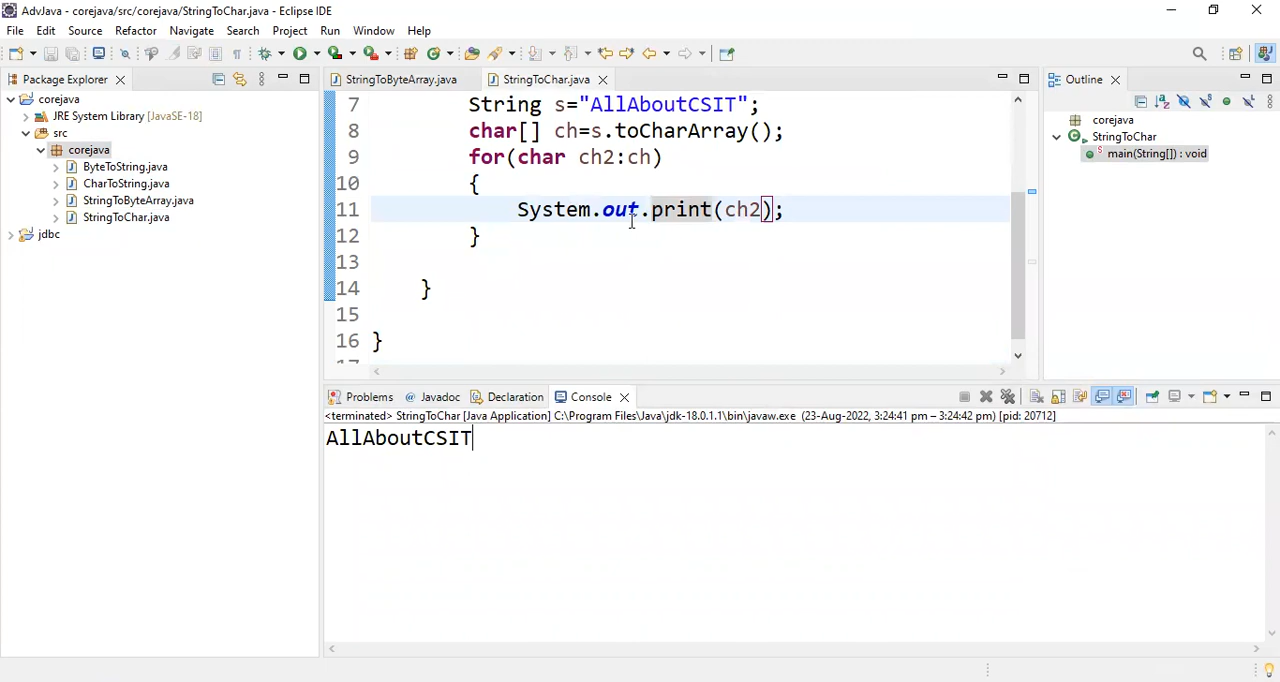 AdvJava - corejava/src/corejava/StringToChar.java - Eclipse IDE
File Edit Source Refactor Navigate Search Project Run Window Help
Package Explorer
StringToByteArray.java
StringToChar.java
Outline
corejava
JRE System Library [JavaSE-18]
src
corejava
ByteToString.java
CharToString.java
StringToByteArray.java
StringToChar.java
jdbc
7 String s="AllAboutCSIT";
8 char[] ch=s.toCharArray();
9 for(char ch2:ch)
10 {
11 System.out.print(ch2);
12 }
13
14 }
15
16 }
17
corejava
StringToChar
main(String[]) : void
Problems Javadoc Declaration Console
<terminated> StringToChar [Java Application] C:\Program Files\Java\jdk-18.0.1.1\bin\javaw.exe (23-Aug-2022, 3:24:41 pm – 3:24:42 pm) [pid: 20712]
AllAboutCSIT